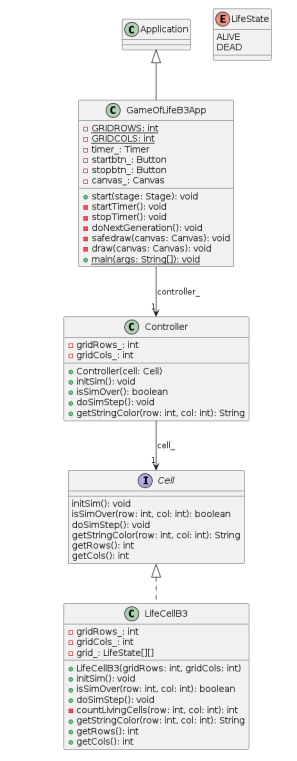 C Application
E LifeState
ALIVE
DEAD
C GameOfLifeB3App
GRIDROWS: int
GRIDCOLS: int
timer_: Timer
startbtn_: Button
stopbtn_: Button
canvas_: Canvas
start(stage: Stage): void
startTimer(): void
stopTimer(): void
doNextGeneration(): void
safedraw(canvas: Canvas): void
draw(canvas: Canvas): void
main(args: String[]): void
controller_
1
C Controller
gridRows_: int
gridCols_: int
Controller(cell: Cell)
initSim(): void
isSimOver(): boolean
doSimStep(): void
getStringColor(row: int, col: int): String
cell_
1
I Cell
initSim(): void
isSimOver(row: int, col: int): boolean
doSimStep(): void
getStringColor(row: int, col: int): String
getRows(): int
getCols(): int
C LifeCellB3
gridRows_: int
gridCols_: int
grid_: LifeState[][]
LifeCellB3(gridRows: int, gridCols: int)
initSim(): void
isSimOver(row: int, col: int): boolean
doSimStep(): void
countLivingCells(row: int, col: int): int
getStringColor(row: int, col: int): String
getRows(): int
getCols(): int